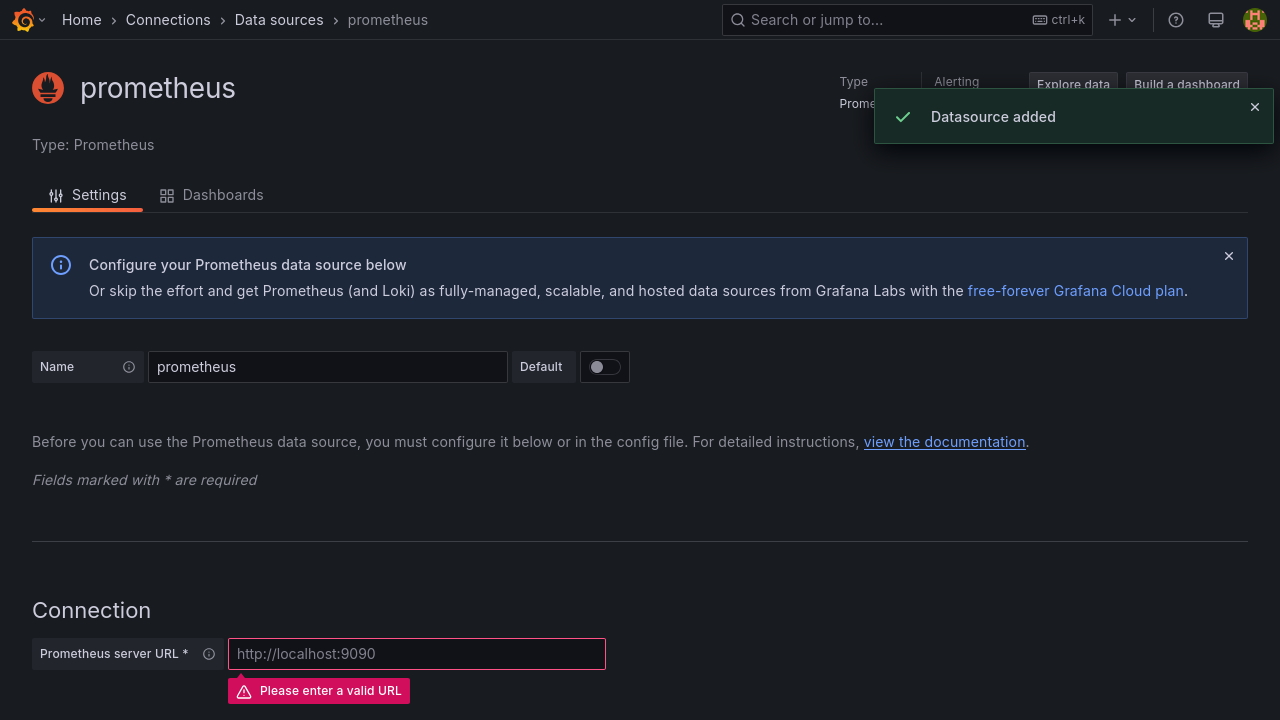 Home > Connections > Data sources > prometheus
Search or jump to...
ctrl+k
prometheus
Type
Alerting
Explore data
Build a dashboard
Datasource added
Type: Prometheus
Settings
Dashboards
Configure your Prometheus data source below
Or skip the effort and get Prometheus (and Loki) as fully-managed, scalable, and hosted data sources from Grafana Labs with the free-forever Grafana Cloud plan.
Name
prometheus
Default
Before you can use the Prometheus data source, you must configure it below or in the config file. For detailed instructions, view the documentation.
Fields marked with * are required
Connection
Prometheus server URL *
http://localhost:9090
Please enter a valid URL